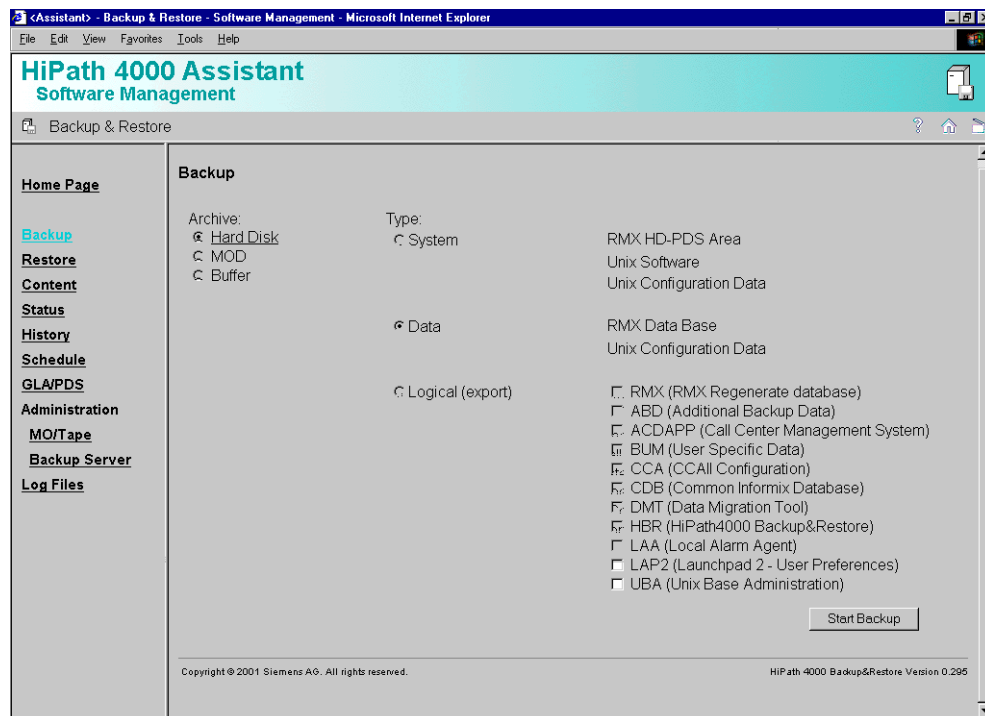 <Assistant> - Backup & Restore - Software Management - Microsoft Internet Explorer
File Edit View Favorites Tools Help
HiPath 4000 Assistant
Software Management
Backup & Restore
Home Page
Backup
Restore
Content
Status
History
Schedule
GLA/PDS
Administration
MO/Tape
Backup Server
Log Files
Backup
Archive:
Hard Disk
MOD
Buffer
Type:
System
RMX HD-PDS Area
Unix Software
Unix Configuration Data
Data
RMX Data Base
Unix Configuration Data
Logical (export)
RMX (RMX Regenerate database)
ABD (Additional Backup Data)
ACDAPP (Call Center Management System)
BUM (User Specific Data)
CCA (CCAII Configuration)
CDB (Common Informix Database)
DMT (Data Migration Tool)
HBR (HiPath4000 Backup&Restore)
LAA (Local Alarm Agent)
LAP2 (Launchpad 2 - User Preferences)
UBA (Unix Base Administration)
Start Backup
Copyright © 2001 Siemens AG. All rights reserved.
HiPath 4000 Backup&Restore Version 0.295